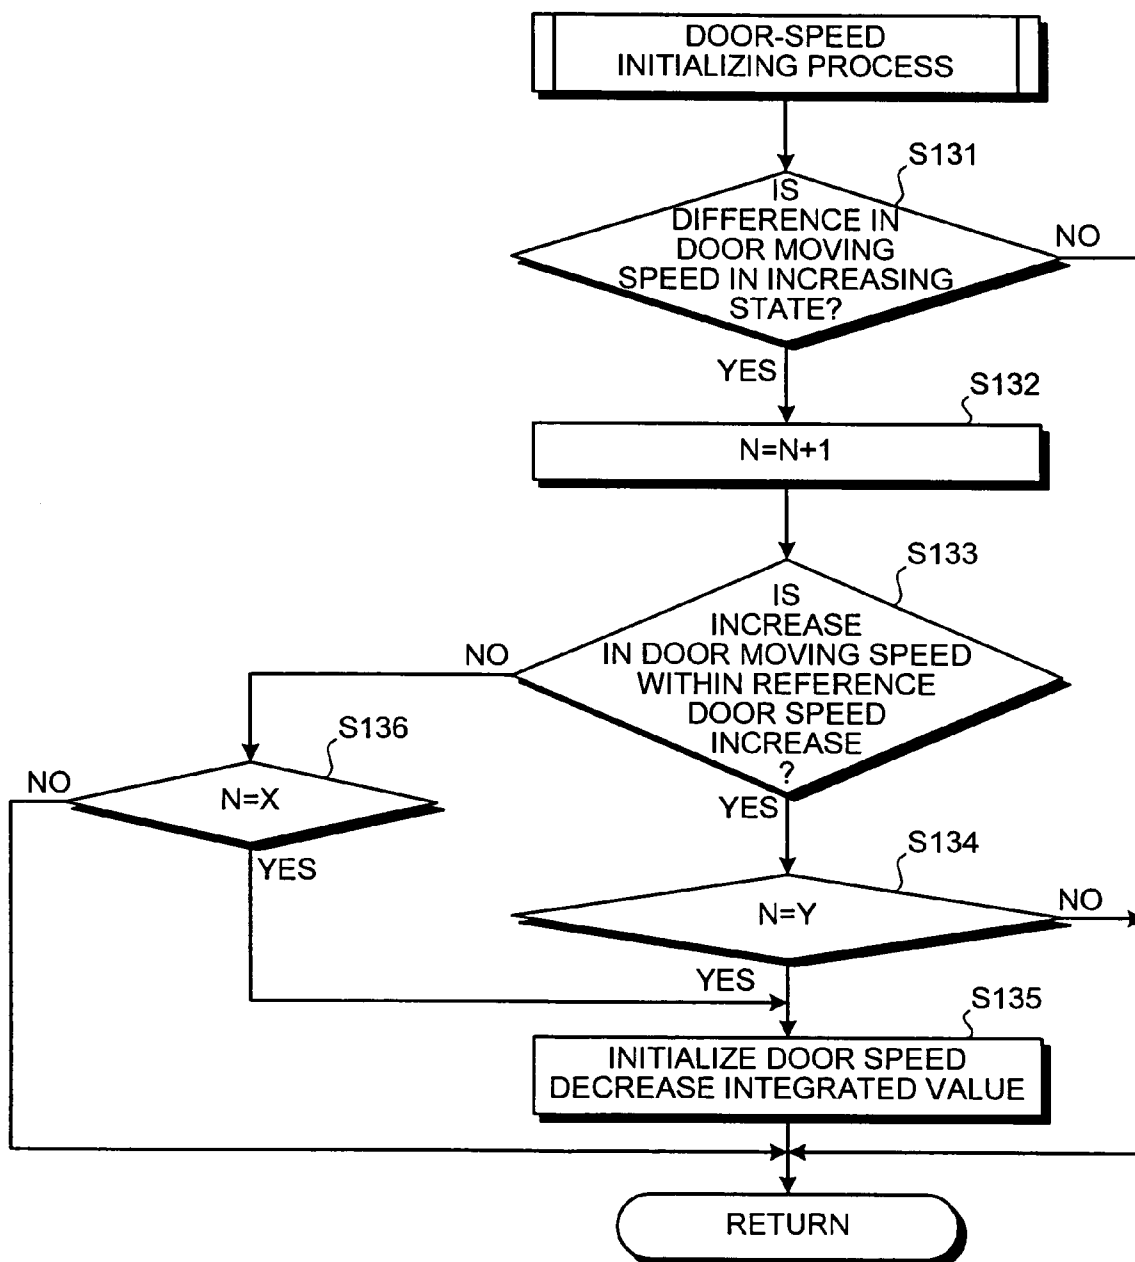 DOOR-SPEED
INITIALIZING PROCESS
S131
IS
DIFFERENCE IN
DOOR MOVING
SPEED IN INCREASING
STATE?
NO
YES
S132
N=N+1
S133
IS
INCREASE
IN DOOR MOVING SPEED
WITHIN REFERENCE
DOOR SPEED
INCREASE
?
NO
YES
S136
N=X
NO
YES
S134
N=Y
NO
YES
S135
INITIALIZE DOOR SPEED
DECREASE INTEGRATED VALUE
RETURN